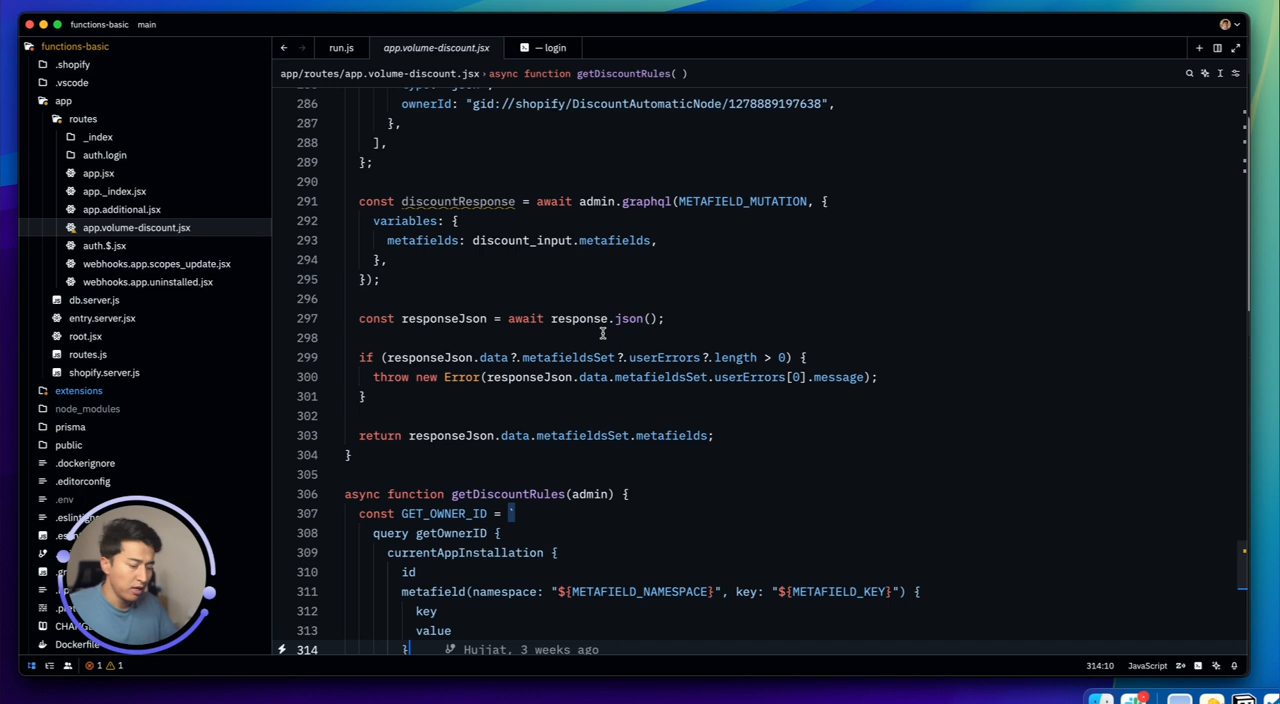 functions-basic main
functions-basic
.shopify
.vscode
app
routes
_index
auth.login
app.jsx
app._index.jsx
app.additional.jsx
app.volume-discount.jsx
auth.$.jsx
webhooks.app.scopes_update.jsx
webhooks.app.uninstalled.jsx
db.server.js
entry.server.jsx
root.jsx
routes.js
shopify.server.js
extensions
node_modules
prisma
public
.dockerignore
.editorconfig
.env
.eslintign
.es
.g
.p
CHAN
Dockerfile
run.js app.volume-discount.jsx — login
app/routes/app.volume-discount.jsx › async function getDiscountRules( )
286 ownerId: "gid://shopify/DiscountAutomaticNode/1278889197638",
287 },
288 ],
289 };
290
291 const discountResponse = await admin.graphql(METAFIELD_MUTATION, {
292 variables: {
293 metafields: discount_input.metafields,
294 },
295 });
296
297 const responseJson = await response.json();
298
299 if (responseJson.data?.metafieldsSet?.userErrors?.length > 0) {
300 throw new Error(responseJson.data.metafieldsSet.userErrors[0].message);
301 }
302
303 return responseJson.data.metafieldsSet.metafields;
304 }
305
306 async function getDiscountRules(admin) {
307 const GET_OWNER_ID = `
308 query getOwnerID {
309 currentAppInstallation {
310 id
311 metafield(namespace: "${METAFIELD_NAMESPACE}", key: "${METAFIELD_KEY}") {
312 key
313 value
314 } Hujjat, 3 weeks ago
1 1
314:10 JavaScript